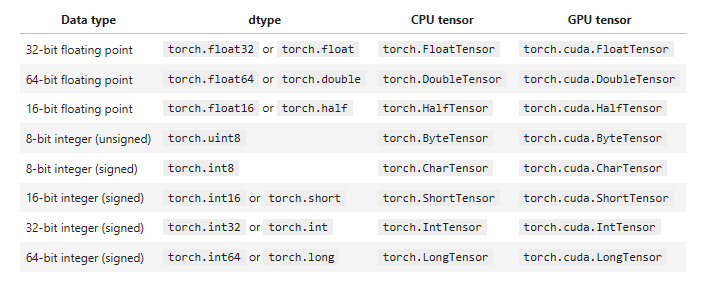 Data type dtype CPU tensor GPU tensor
32-bit floating point torch.float32 or torch.float torch.FloatTensor torch.cuda.FloatTensor
64-bit floating point torch.float64 or torch.double torch.DoubleTensor torch.cuda.DoubleTensor
16-bit floating point torch.float16 or torch.half torch.HalfTensor torch.cuda.HalfTensor
8-bit integer (unsigned) torch.uint8 torch.ByteTensor torch.cuda.ByteTensor
8-bit integer (signed) torch.int8 torch.CharTensor torch.cuda.CharTensor
16-bit integer (signed) torch.int16 or torch.short torch.ShortTensor torch.cuda.ShortTensor
32-bit integer (signed) torch.int32 or torch.int torch.IntTensor torch.cuda.IntTensor
64-bit integer (signed) torch.int64 or torch.long torch.LongTensor torch.cuda.LongTensor